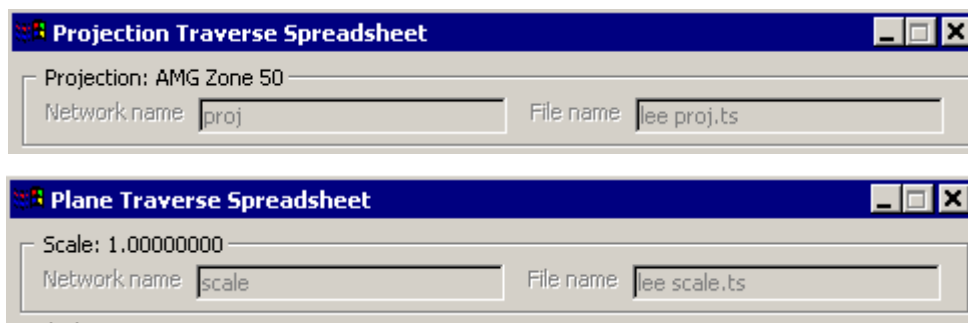 Projection Traverse Spreadsheet
Projection: AMG Zone 50
Network name proj File name lee proj.ts
Plane Traverse Spreadsheet
Scale: 1.00000000
Network name scale File name lee scale.ts